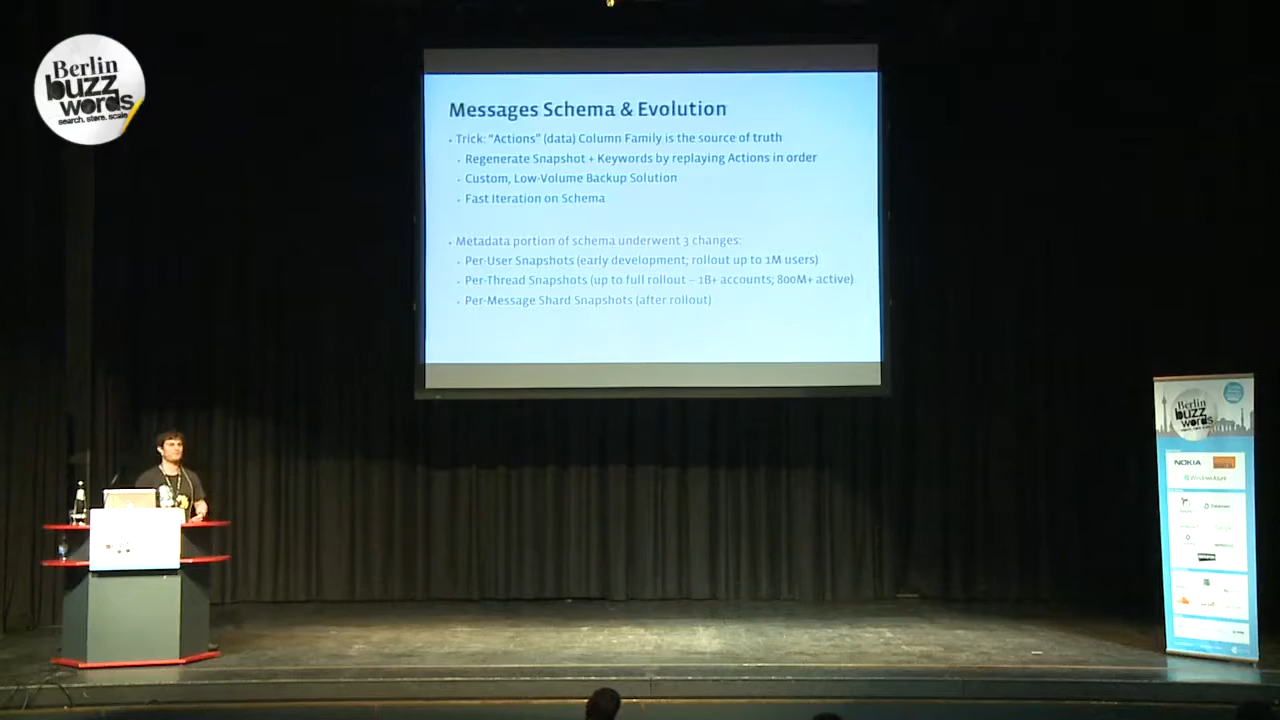 Berlin
buzz
words
search. store. scale
Messages Schema & Evolution
• Trick: "Actions" (data) Column Family is the source of truth
• Regenerate Snapshot + Keywords by replaying Actions in order
• Custom, Low-Volume Backup Solution
• Fast Iteration on Schema
• Metadata portion of schema underwent 3 changes:
• Per-User Snapshots (early development; rollout up to 1M users)
• Per-Thread Snapshots (up to full rollout – 1B+ accounts; 800M+ active)
• Per-Message Shard Snapshots (after rollout)
Berlin
buzz
words
NOKIA